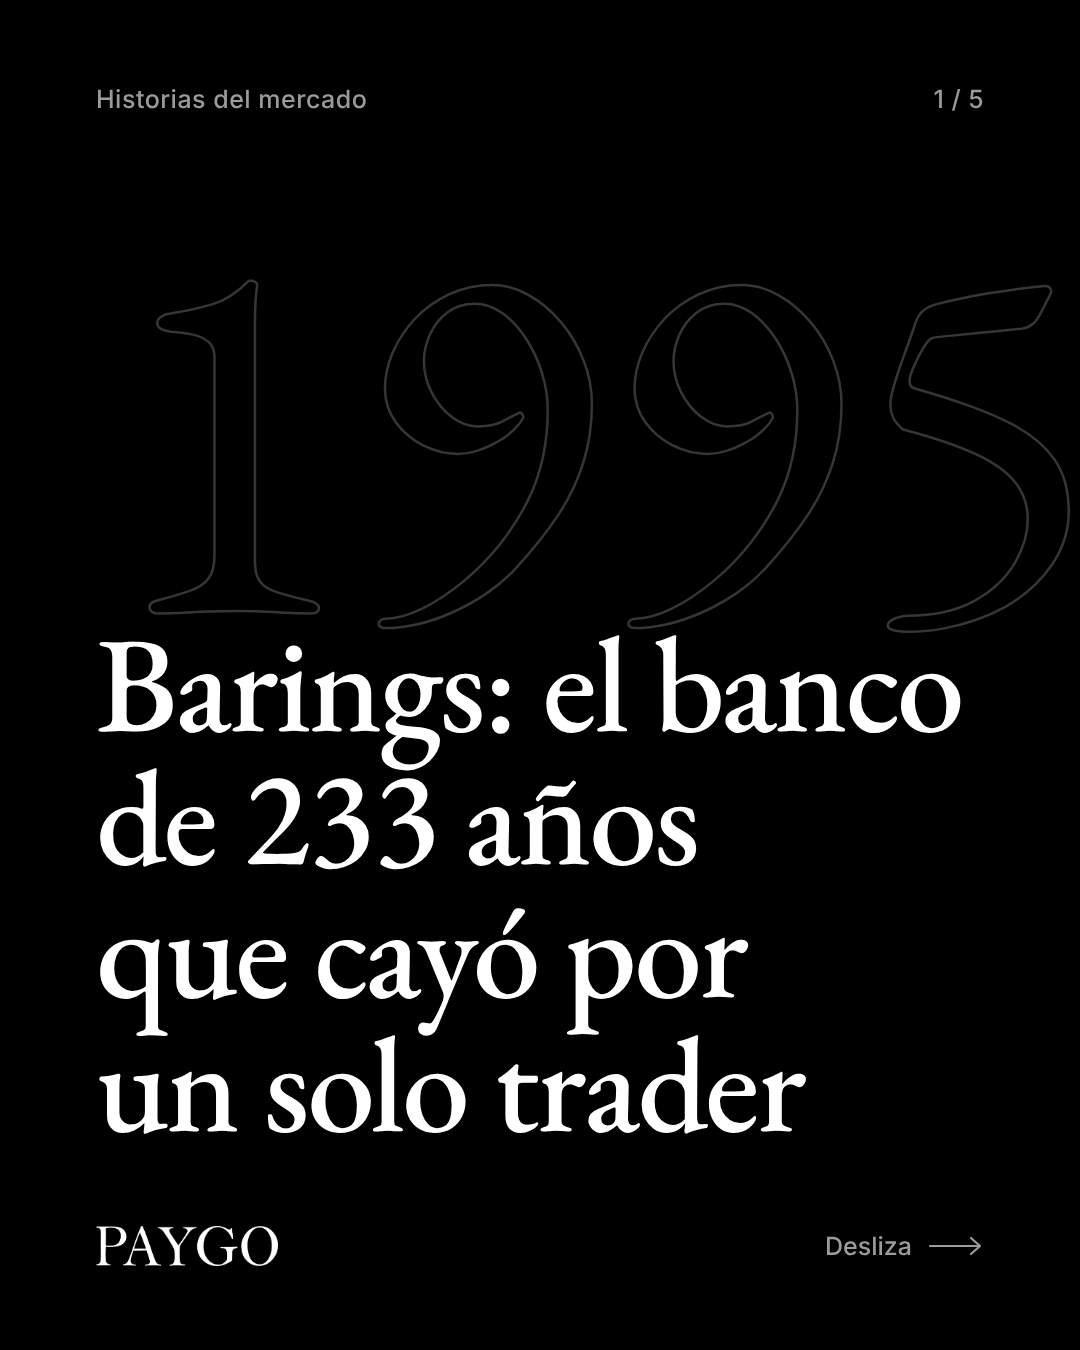 Historias del mercado
1 / 5
1995
Barings: el banco
de 233 años
que cayó por
un solo trader
PAYGO
Desliza